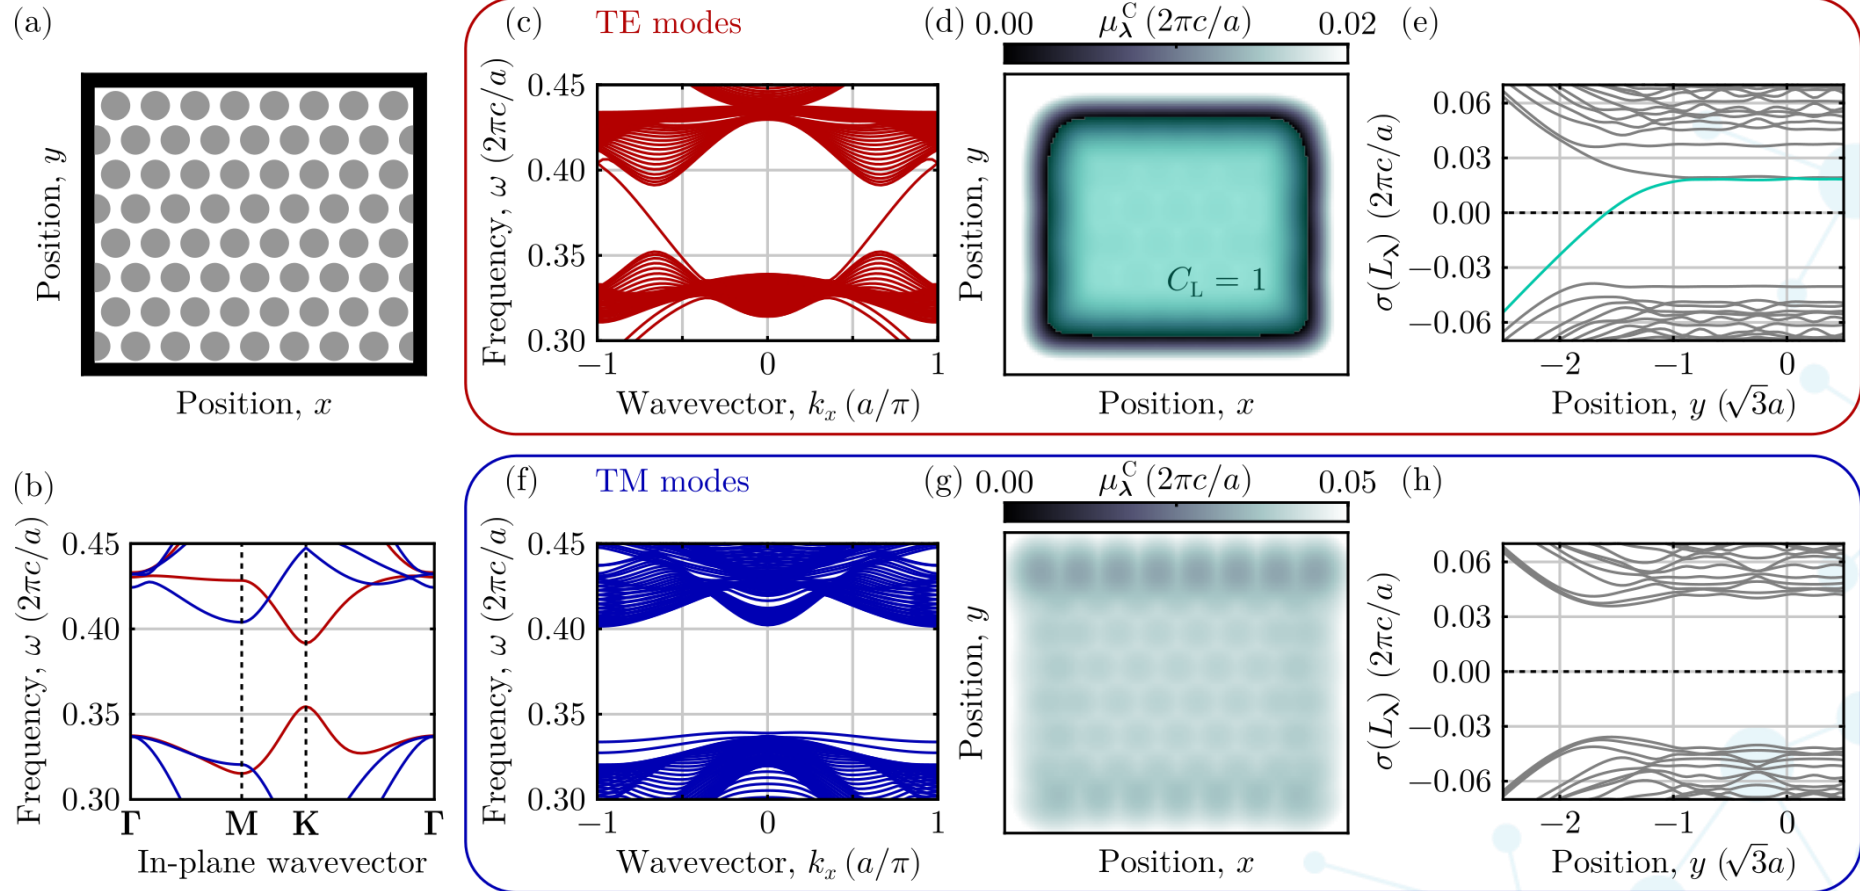 (a)
Position, y
Position, x
(b)
Frequency, ω (2πc/a)
0.45
0.40
0.35
0.30
Γ M K Γ
In-plane wavevector
(c) TE modes
Frequency, ω (2πc/a)
0.45
0.40
0.35
0.30
−1 0 1
Wavevector, kₓ (a/π)
(d) 0.00 μ_λ^C (2πc/a) 0.02
Position, y
C_L = 1
Position, x
(e)
σ(L_λ) (2πc/a)
0.06
0.03
0.00
−0.03
−0.06
−2 −1 0
Position, y (√3a)
(f) TM modes
Frequency, ω (2πc/a)
0.45
0.40
0.35
0.30
−1 0 1
Wavevector, kₓ (a/π)
(g) 0.00 μ_λ^C (2πc/a) 0.05
Position, y
Position, x
(h)
σ(L_λ) (2πc/a)
0.06
0.03
0.00
−0.03
−0.06
−2 −1 0
Position, y (√3a)